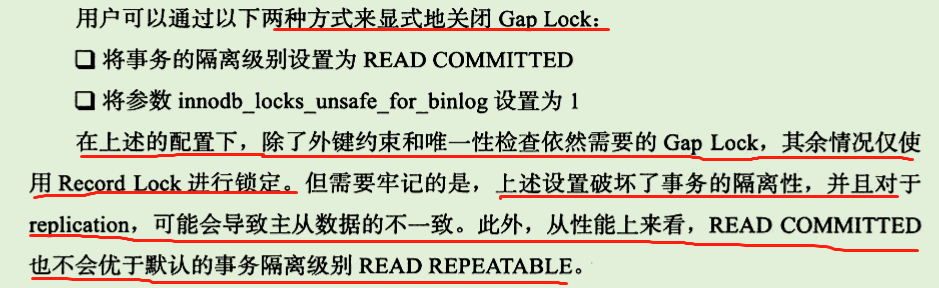 用户可以通过以下两种方式来显式地关闭 Gap Lock：
❑ 将事务的隔离级别设置为 READ COMMITTED
❑ 将参数 innodb_locks_unsafe_for_binlog 设置为 1
在上述的配置下，除了外键约束和唯一性检查依然需要的 Gap Lock，其余情况仅使
用 Record Lock 进行锁定。但需要牢记的是，上述设置破坏了事务的隔离性，并且对于
replication，可能会导致主从数据的不一致。此外，从性能上来看，READ COMMITTED
也不会优于默认的事务隔离级别 READ REPEATABLE。